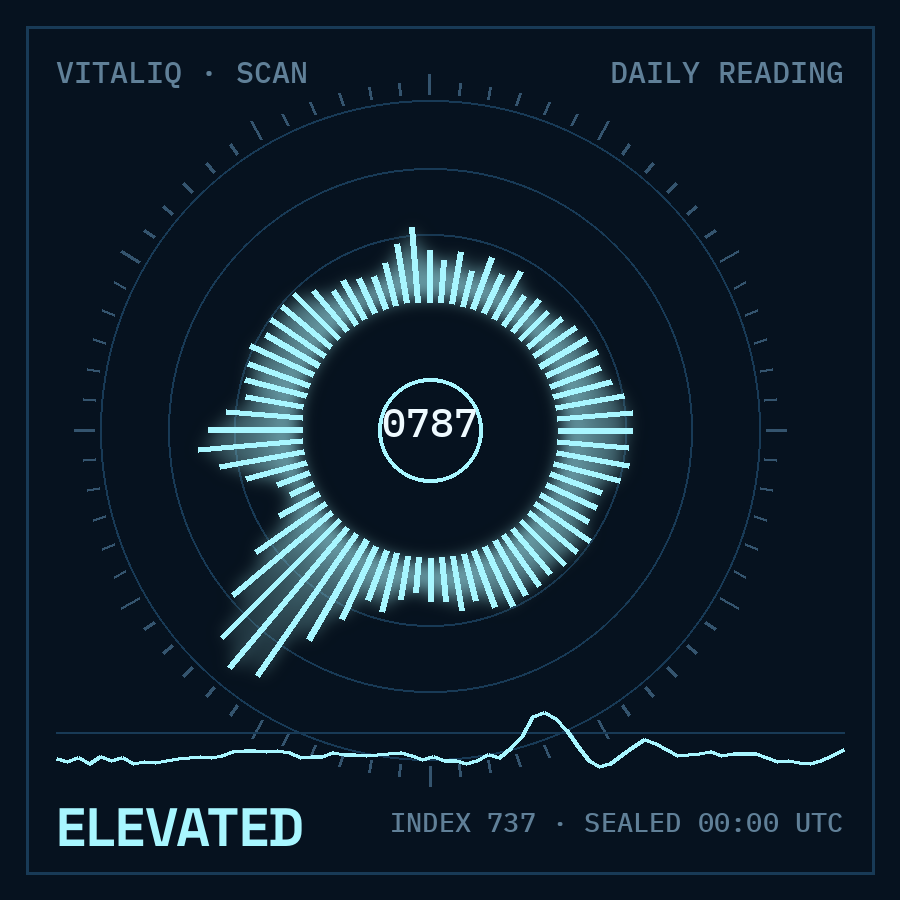 VITALIQ · SCAN
DAILY READING
0787
ELEVATED
INDEX 737 · SEALED 00:00 UTC